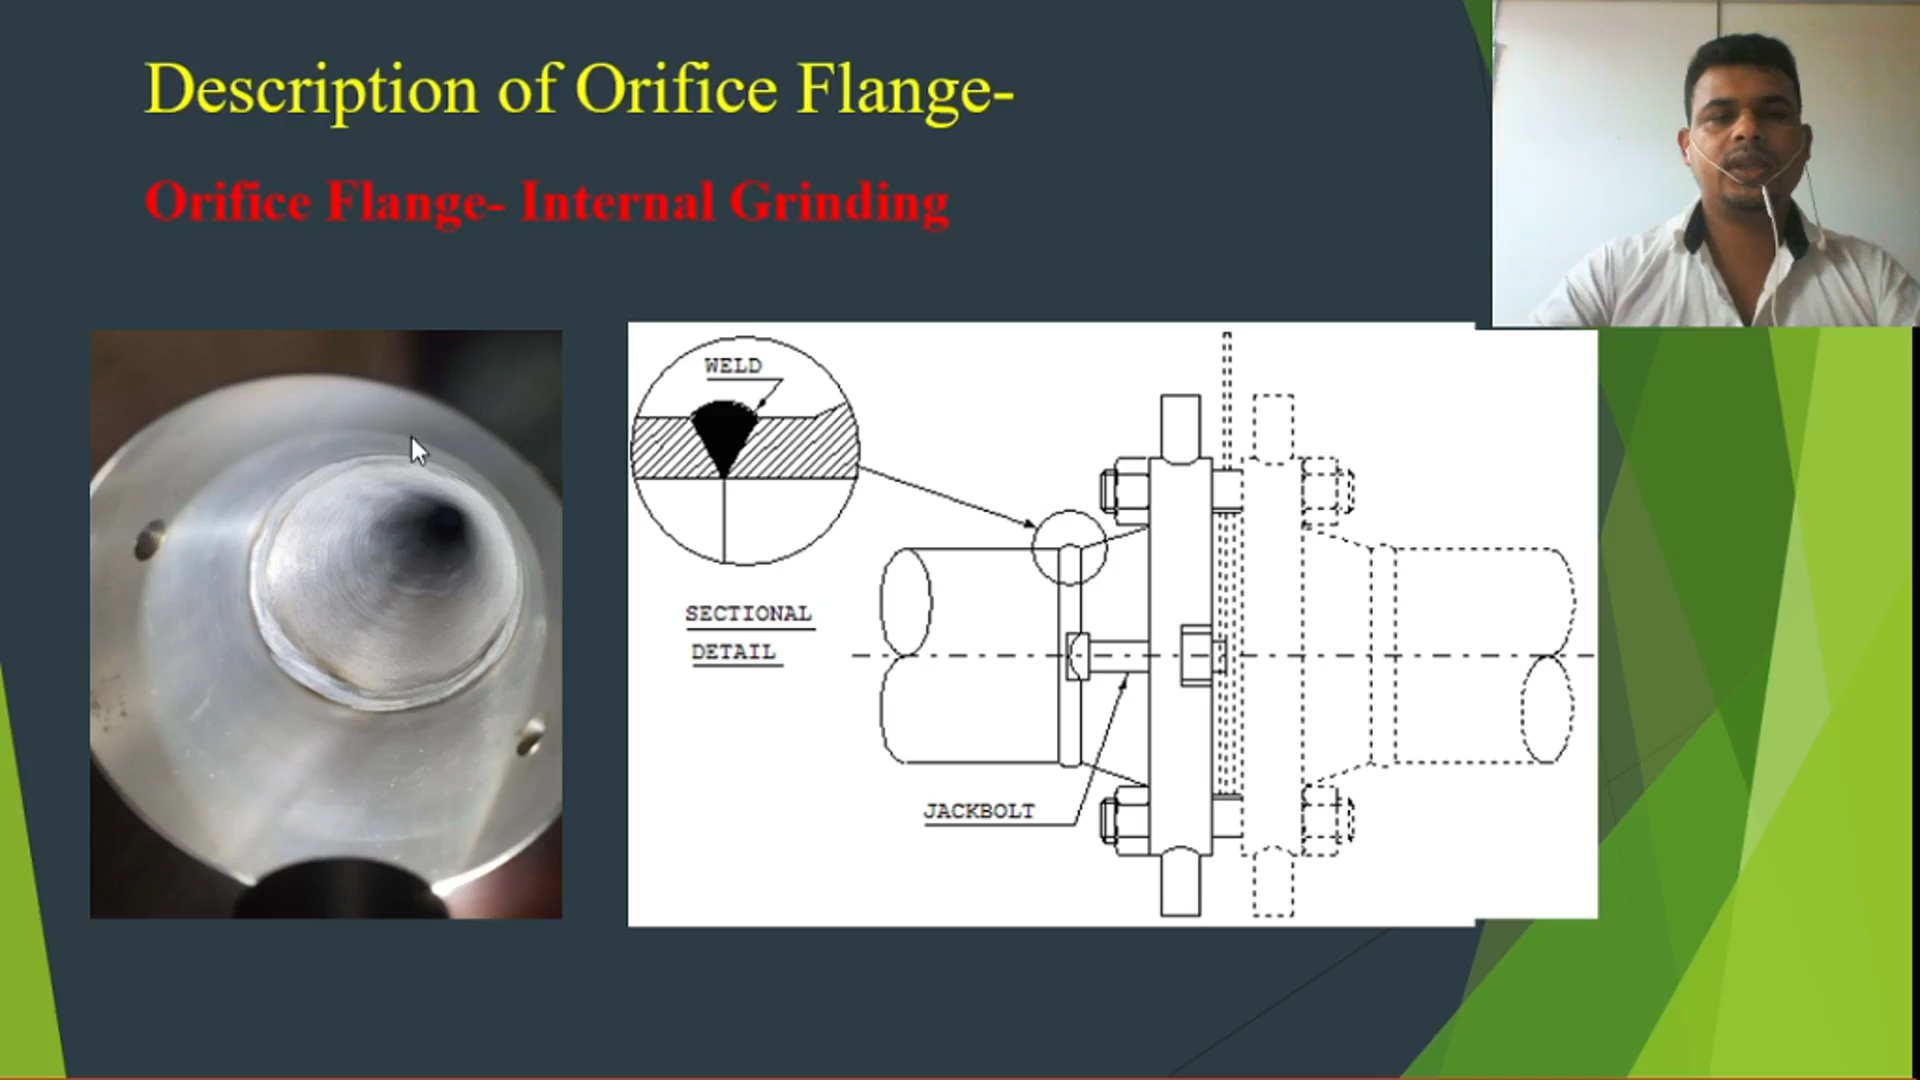 Description of Orifice Flange-
Orifice Flange- Internal Grinding
WELD
SECTIONAL
DETAIL
JACKBOLT